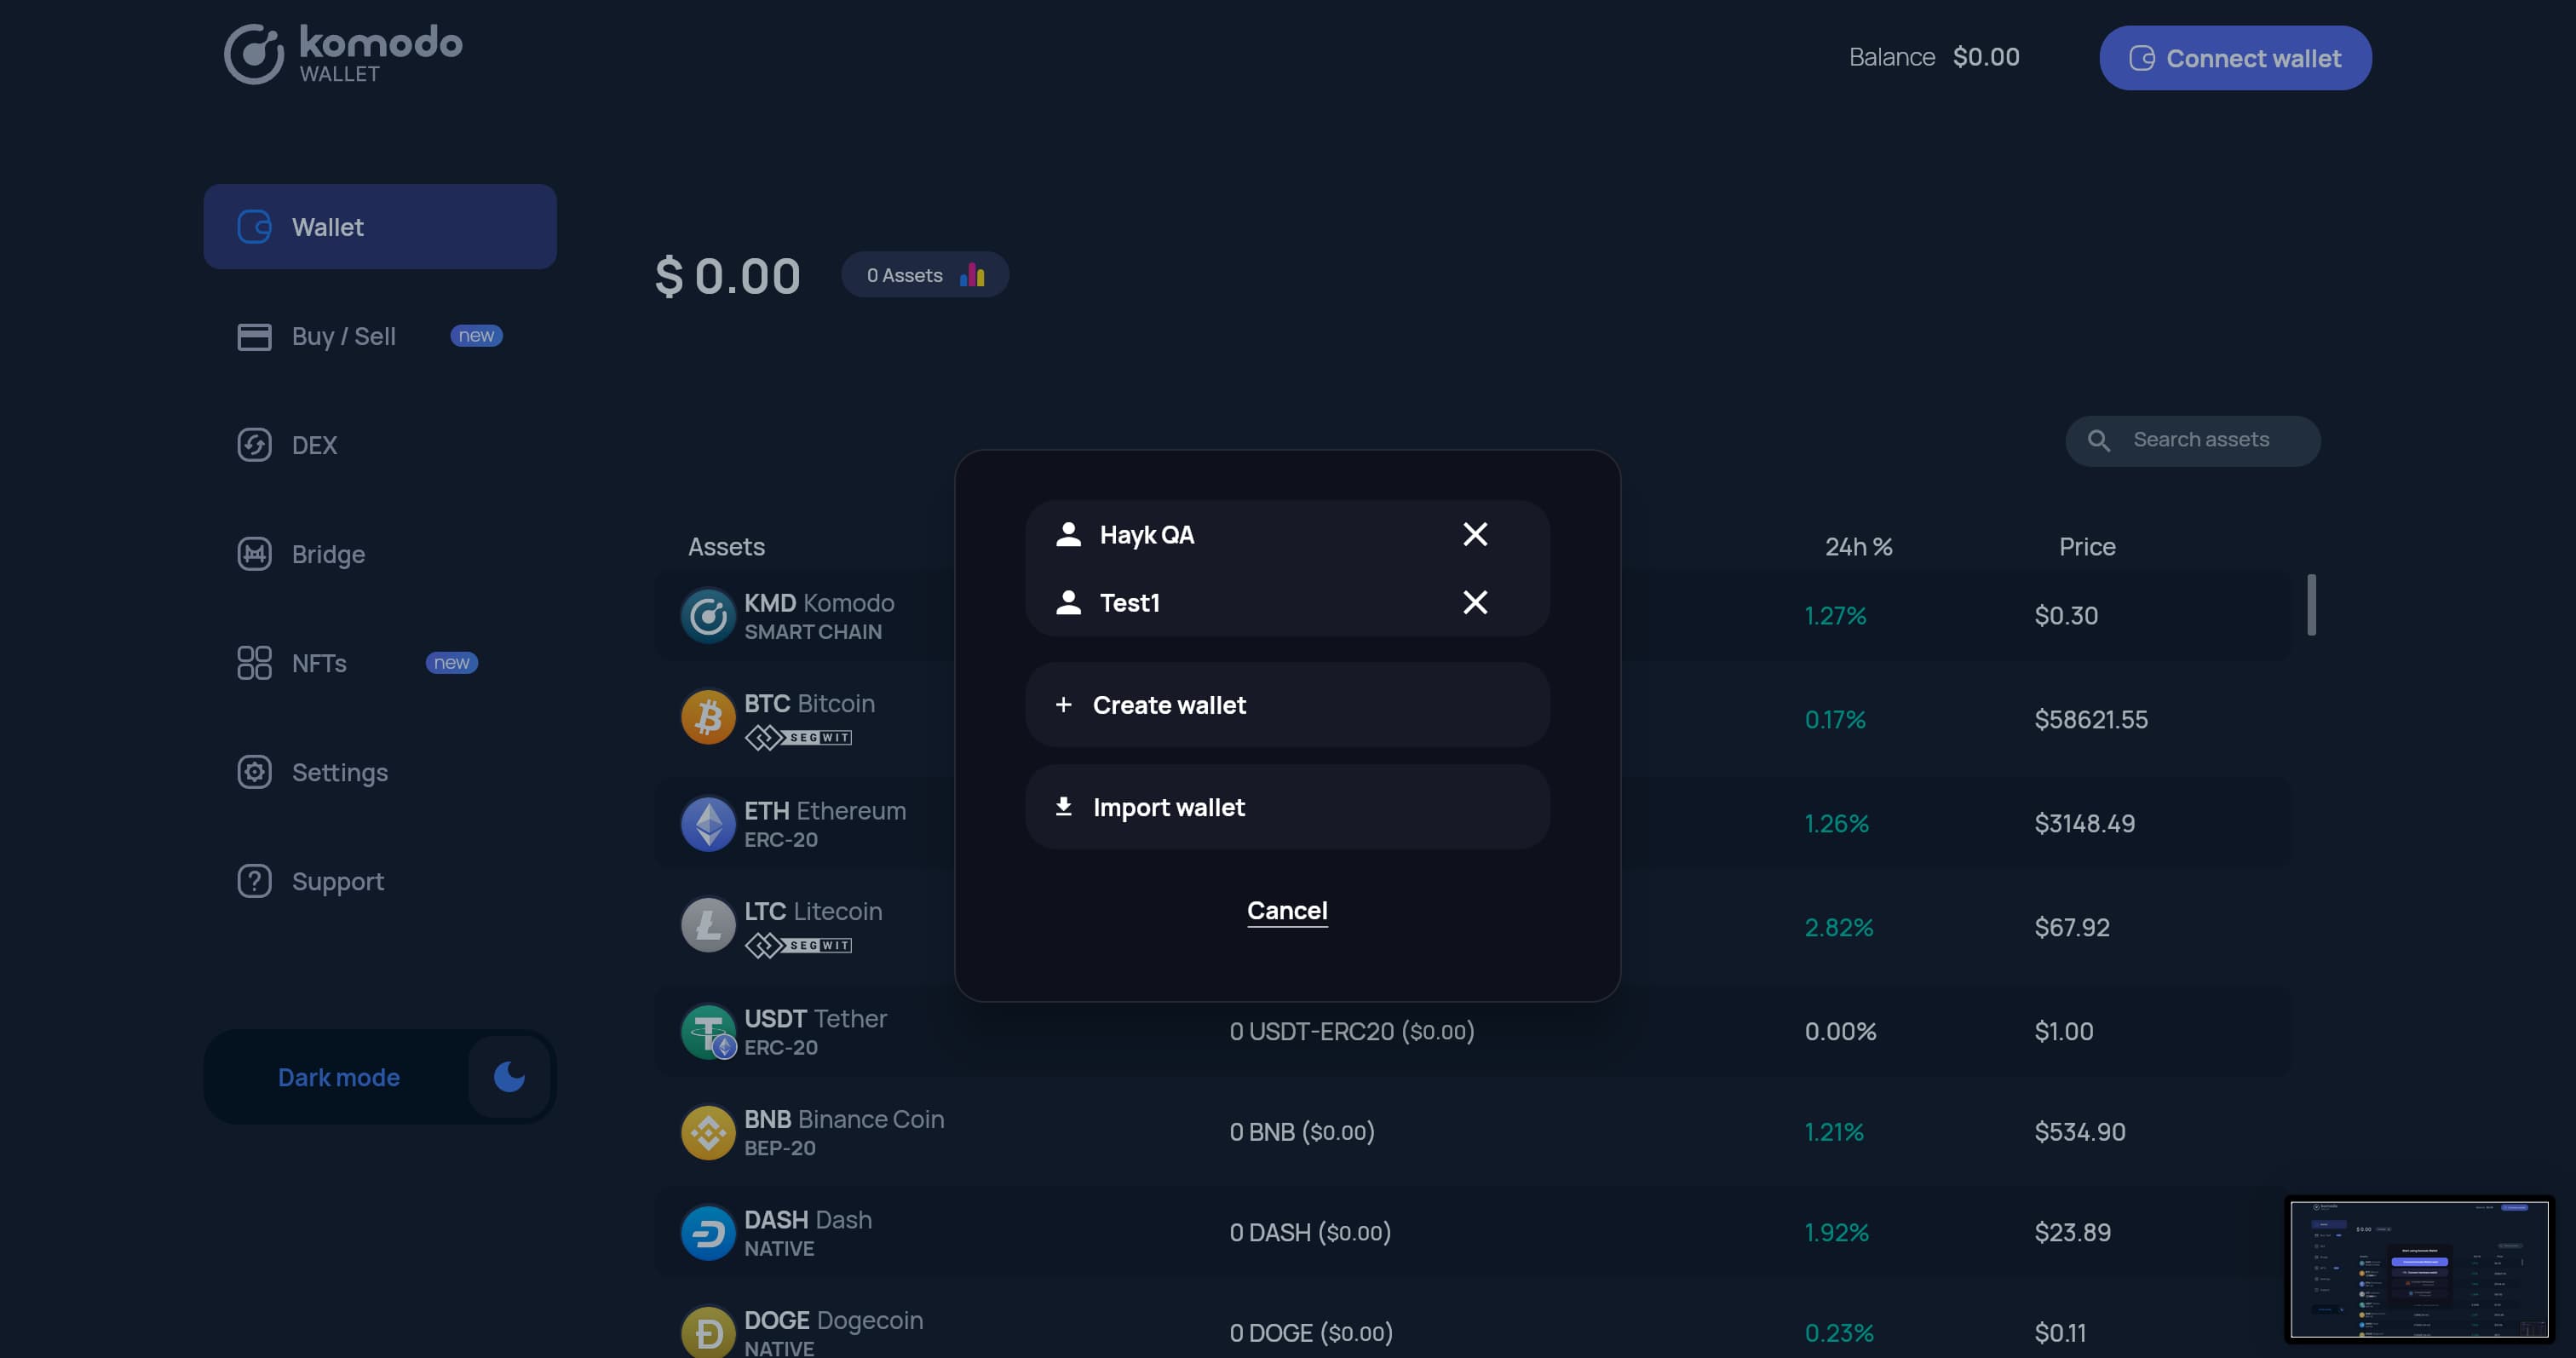 komodo
WALLET
Balance $0.00
Connect wallet
Wallet
Buy / Sell new
DEX
Bridge
NFTs new
Settings
Support
Dark mode
$ 0.00
0 Assets
Search assets
Assets 24h % Price
KMD Komodo
SMART CHAIN
1.27% $0.30
BTC Bitcoin
SEGWIT
0.17% $58621.55
ETH Ethereum
ERC-20
1.26% $3148.49
LTC Litecoin
SEGWIT
2.82% $67.92
USDT Tether
ERC-20
0 USDT-ERC20 ($0.00) 0.00% $1.00
BNB Binance Coin
BEP-20
0 BNB ($0.00) 1.21% $534.90
DASH Dash
NATIVE
0 DASH ($0.00) 1.92% $23.89
DOGE Dogecoin
NATIVE
0 DOGE ($0.00) 0.23% $0.11
Hayk QA
Test1
+ Create wallet
Import wallet
Cancel